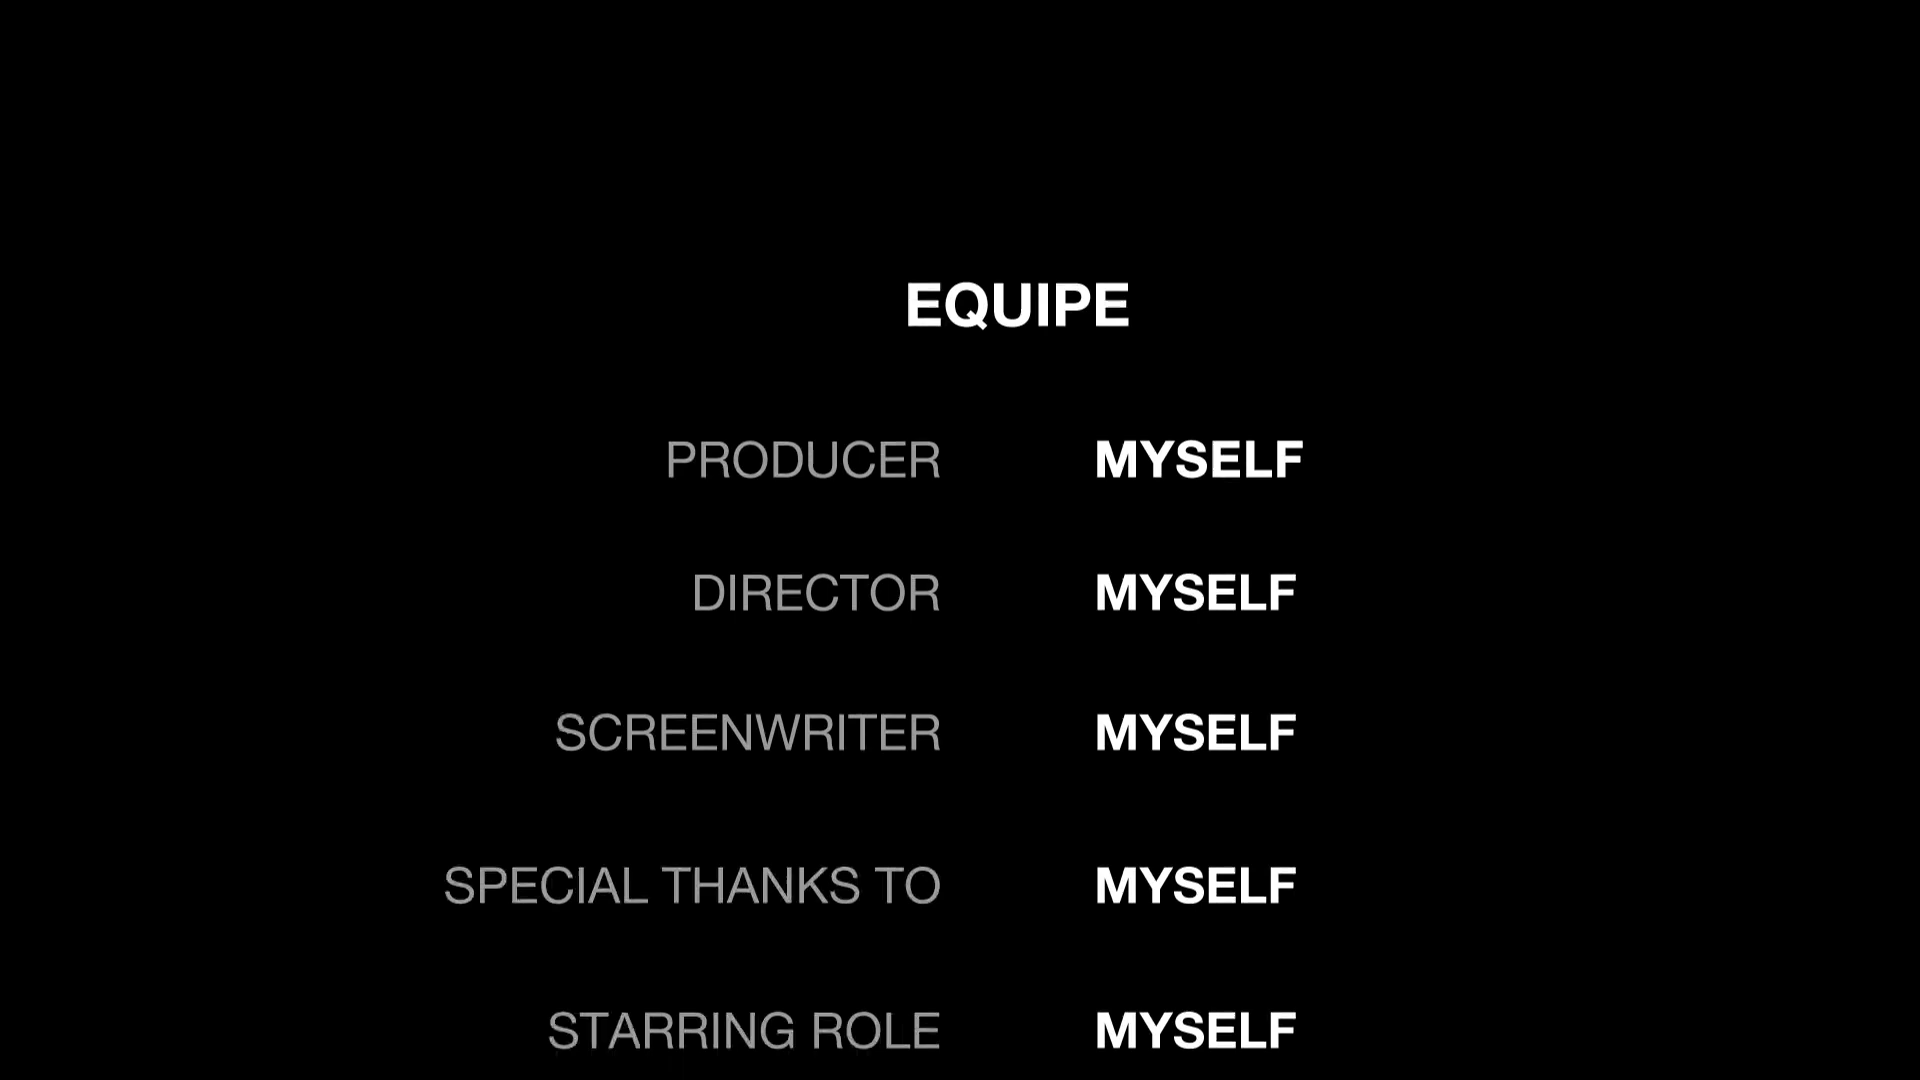 EQUIPE
PRODUCER MYSELF
DIRECTOR MYSELF
SCREENWRITER MYSELF
SPECIAL THANKS TO MYSELF
STARRING ROLE MYSELF